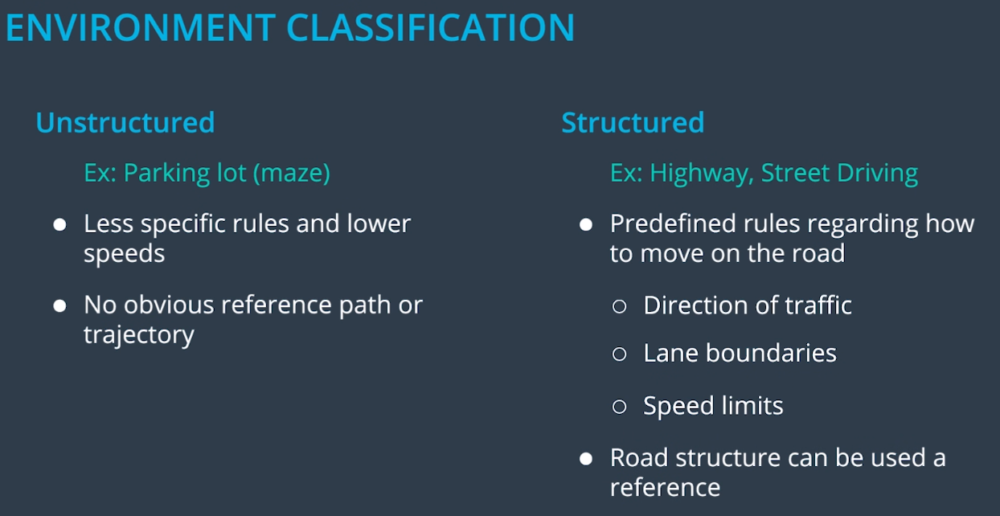 ENVIRONMENT CLASSIFICATION
Unstructured
Ex: Parking lot (maze)
● Less specific rules and lower
speeds
● No obvious reference path or
trajectory
Structured
Ex: Highway, Street Driving
● Predefined rules regarding how
to move on the road
○ Direction of traffic
○ Lane boundaries
○ Speed limits
● Road structure can be used a
reference